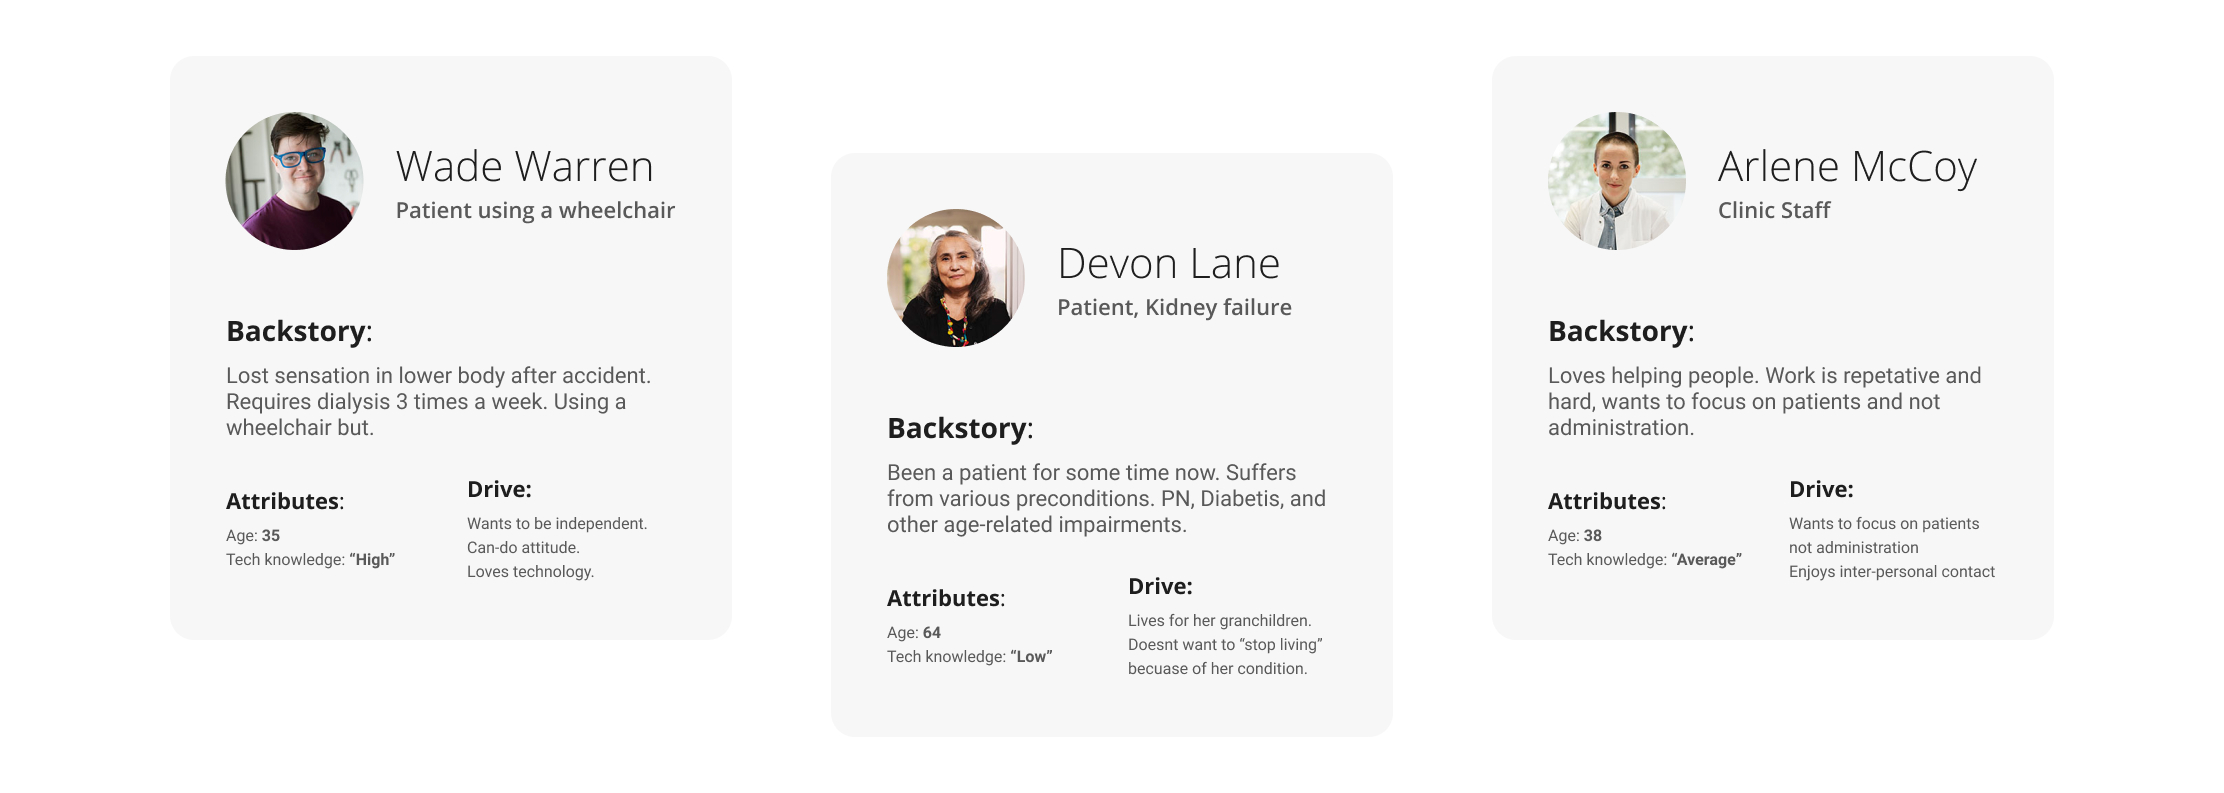 Wade Warren
Patient using a wheelchair
Backstory:
Lost sensation in lower body after accident.
Requires dialysis 3 times a week. Using a
wheelchair but.
Attributes:
Age: 35
Tech knowledge: “High”
Drive:
Wants to be independent.
Can-do attitude.
Loves technology.
Devon Lane
Patient, Kidney failure
Backstory:
Been a patient for some time now. Suffers
from various preconditions. PN, Diabetis, and
other age-related impairments.
Attributes:
Age: 64
Tech knowledge: “Low”
Drive:
Lives for her granchildren.
Doesnt want to “stop living”
becuase of her condition.
Arlene McCoy
Clinic Staff
Backstory:
Loves helping people. Work is repetative and
hard, wants to focus on patients and not
administration.
Attributes:
Age: 38
Tech knowledge: “Average”
Drive:
Wants to focus on patients
not administration
Enjoys inter-personal contact